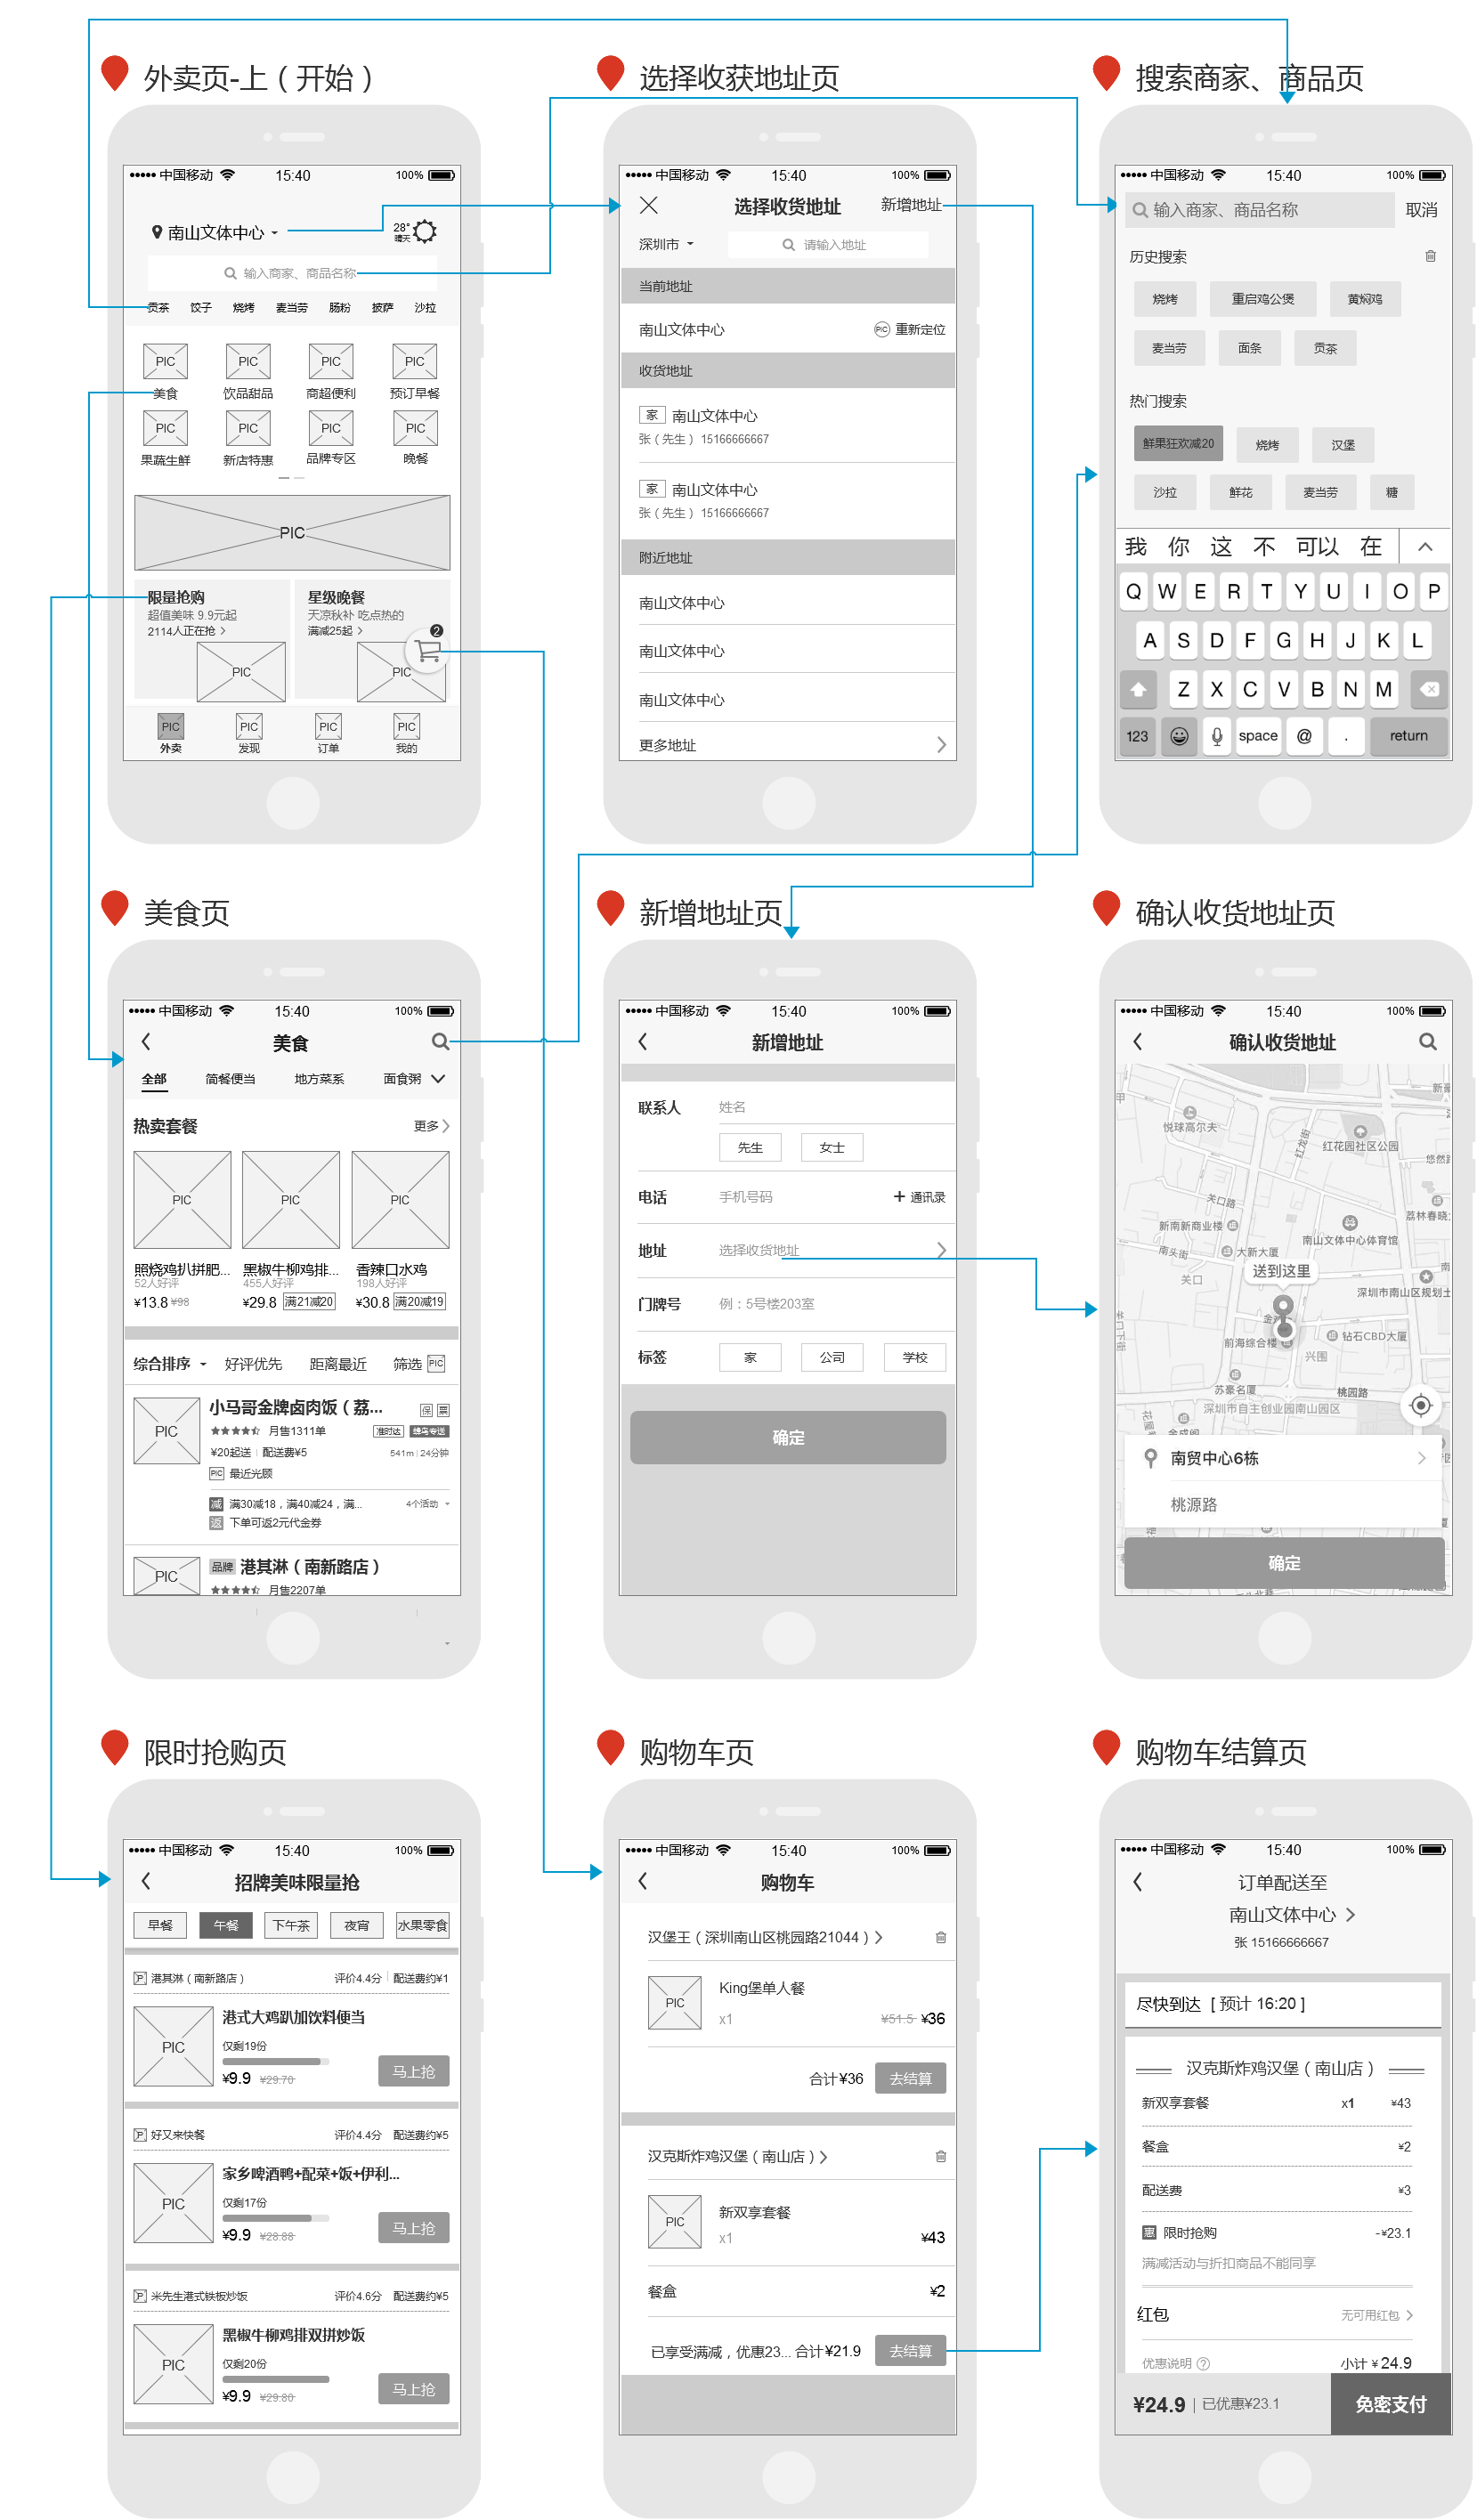 外卖页-上（开始）
中国移动 15:40 100%
南山文体中心
28°
晴天
输入商家、商品名称
贡茶 饺子 烧烤 麦当劳 肠粉 披萨 沙拉
PIC PIC PIC PIC
美食 饮品甜品 商超便利 预订早餐
PIC PIC PIC PIC
果蔬生鲜 新店特惠 品牌专区 晚餐
PIC
限量抢购 星级晚餐
超值美味 9.9元起 天凉秋补 吃点热的
2114人正在抢 满减25起 2
PIC PIC
PIC PIC PIC PIC
外卖 发现 订单 我的
选择收获地址页
中国移动 15:40 100%
选择收货地址 新增地址
深圳市 请输入地址
当前地址
南山文体中心 PIC 重新定位
收货地址
家 南山文体中心
张（先生） 15166666667
家 南山文体中心
张（先生） 15166666667
附近地址
南山文体中心
南山文体中心
南山文体中心
更多地址
搜索商家、商品页
中国移动 15:40 100%
输入商家、商品名称 取消
历史搜索
烧烤 重启鸡公煲 黄焖鸡
麦当劳 面条 贡茶
热门搜索
鲜果狂欢减20 烧烤 汉堡
沙拉 鲜花 麦当劳 糖
我 你 这 不 可以 在
Q W E R T Y U I O P
A S D F G H J K L
Z X C V B N M
123 space @ . return
美食页
中国移动 15:40 100%
美食
全部 简餐便当 地方菜系 面食粥
热卖套餐 更多
PIC PIC PIC
照烧鸡扒拼肥... 黑椒牛柳鸡排... 香辣口水鸡
52人好评 455人好评 198人好评
¥13.8 ¥98 ¥29.8 满21减20 ¥30.8 满20减19
综合排序 好评优先 距离最近 筛选 PIC
PIC 小马哥金牌卤肉饭（荔... 保 票
★★★★ 月售1311单 准时达 蜂鸟专送
¥20起送 配送费¥5 541m 24分钟
PIC 最近光顾
减 满30减18，满40减24，满... 4个活动
返 下单可返2元代金券
PIC 品牌 港其淋（南新路店）
★★★★ 月售2207单
新增地址页
中国移动 15:40 100%
新增地址
联系人 姓名
先生 女士
电话 手机号码 + 通讯录
地址 选择收货地址
门牌号 例：5号楼203室
标签 家 公司 学校
确定
确认收货地址页
中国移动 15:40 100%
确认收货地址
悦球高尔夫
红龙街
红花园社区公园
关口路
荔林春晓
新南新商业楼
南山文体中心体育馆
南头街
大新大厦
关口
送到这里
深圳市南山区规划土
前海综合楼
钻石CBD大厦
兴围
苏豪名厦
桃园路
深圳市自主创业园南山园区
南贸中心6栋
桃源路
确定
限时抢购页
中国移动 15:40 100%
招牌美味限量抢
早餐 午餐 下午茶 夜宵 水果零食
P 港其淋（南新路店） 评价4.4分 配送费约¥1
PIC
港式大鸡趴加饮料便当
仅剩19份
¥9.9 ¥29.70 马上抢
P 好又来快餐 评价4.4分 配送费约¥5
PIC
家乡啤酒鸭+配菜+饭+伊利...
仅剩17份
¥9.9 ¥28.88 马上抢
P 米先生港式铁板炒饭 评价4.6分 配送费约¥5
PIC
黑椒牛柳鸡排双拼炒饭
仅剩20份
¥9.9 ¥29.80 马上抢
购物车页
中国移动 15:40 100%
购物车
汉堡王（深圳南山区桃园路21044）
PIC King堡单人餐
x1 ¥51.5 ¥36
合计¥36 去结算
汉克斯炸鸡汉堡（南山店）
PIC 新双享套餐
x1 ¥43
餐盒 ¥2
已享受满减，优惠23... 合计¥21.9 去结算
购物车结算页
中国移动 15:40 100%
订单配送至
南山文体中心
张 15166666667
尽快到达 [ 预计 16:20 ]
汉克斯炸鸡汉堡（南山店）
新双享套餐 x1 ¥43
餐盒 ¥2
配送费 ¥3
惠 限时抢购 -¥23.1
满减活动与折扣商品不能同享
红包 无可用红包
优惠说明 ? 小计 ¥ 24.9
¥24.9 已优惠¥23.1 免密支付